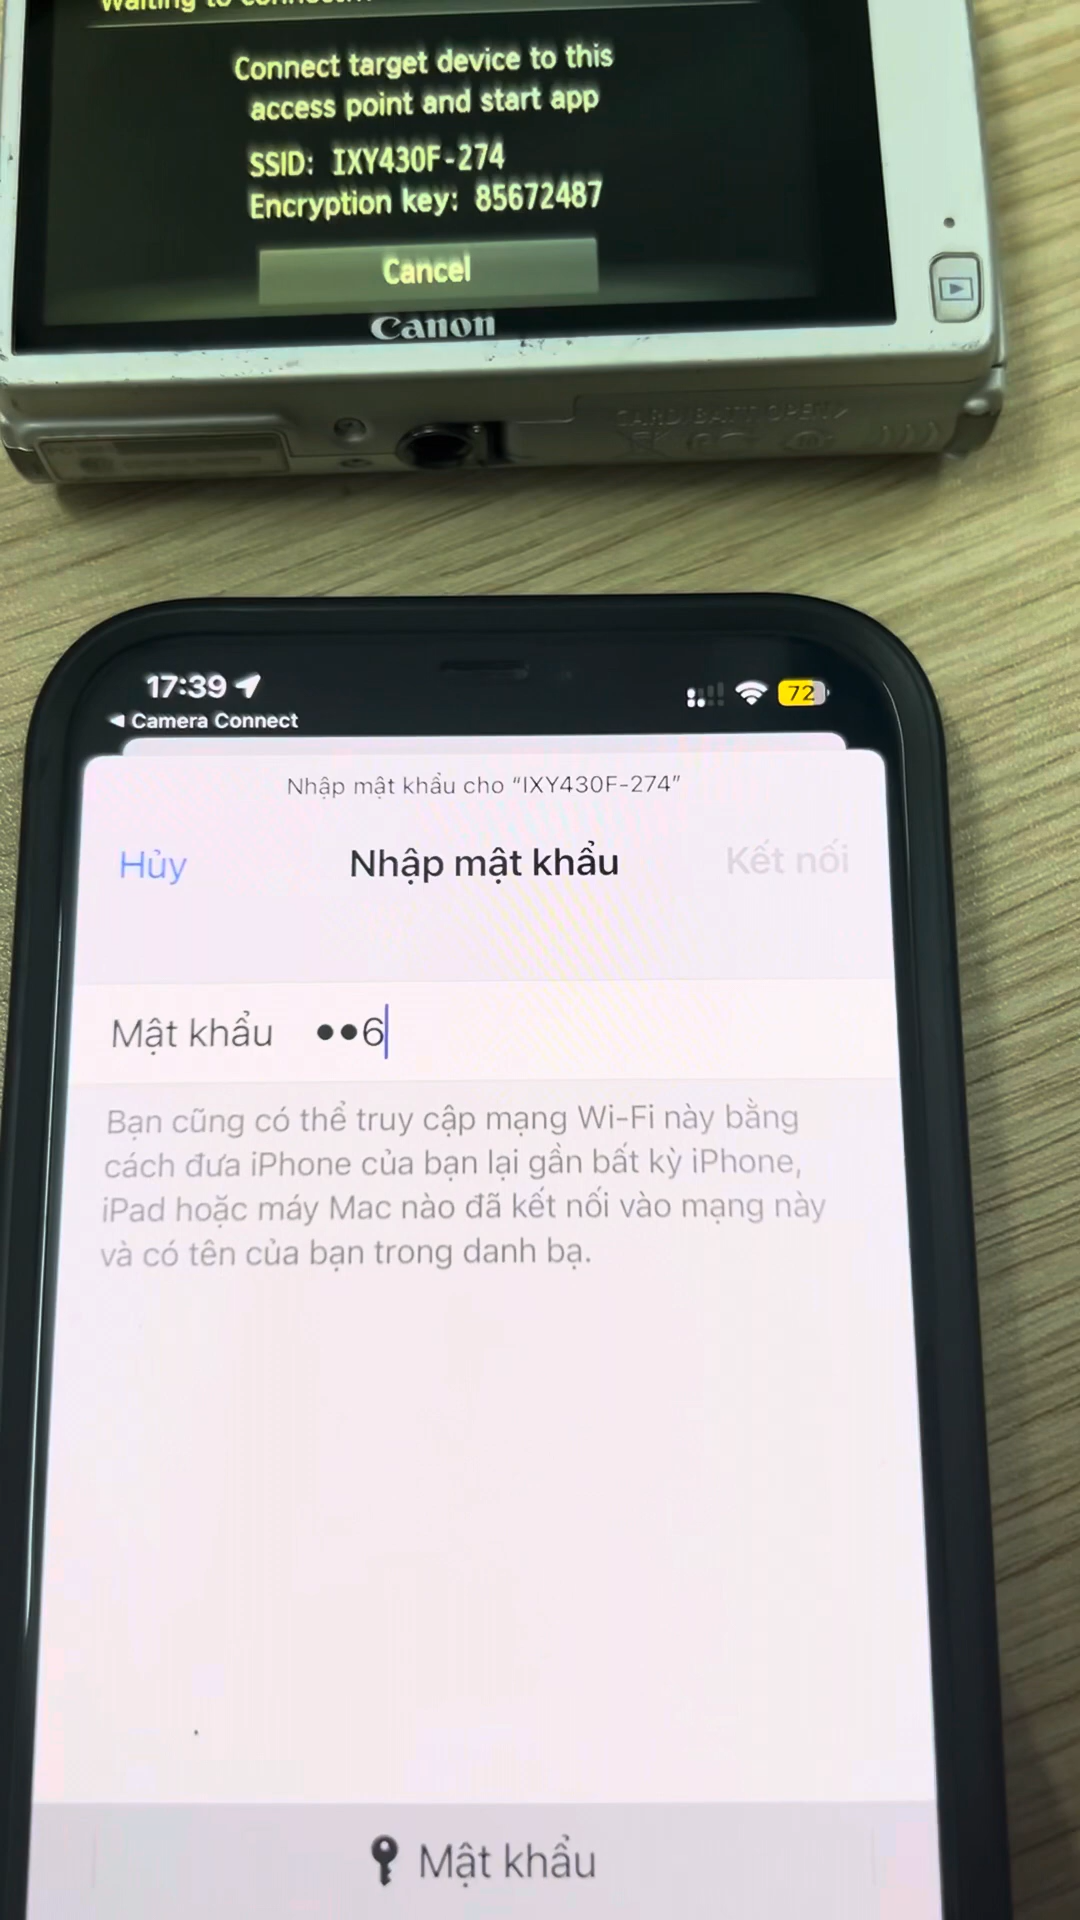 Waiting to connect
Connect target device to this
access point and start app
SSID: IXY430F-274
Encryption key: 85672487
Cancel
Canon
CARD/BATT OPEN
17:39
72
Camera Connect
Nhập mật khẩu cho “IXY430F-274”
Hủy
Nhập mật khẩu
Kết nối
Mật khẩu ●●6
Bạn cũng có thể truy cập mạng Wi-Fi này bằng
cách đưa iPhone của bạn lại gần bất kỳ iPhone,
iPad hoặc máy Mac nào đã kết nối vào mạng này
và có tên của bạn trong danh bạ.
Mật khẩu